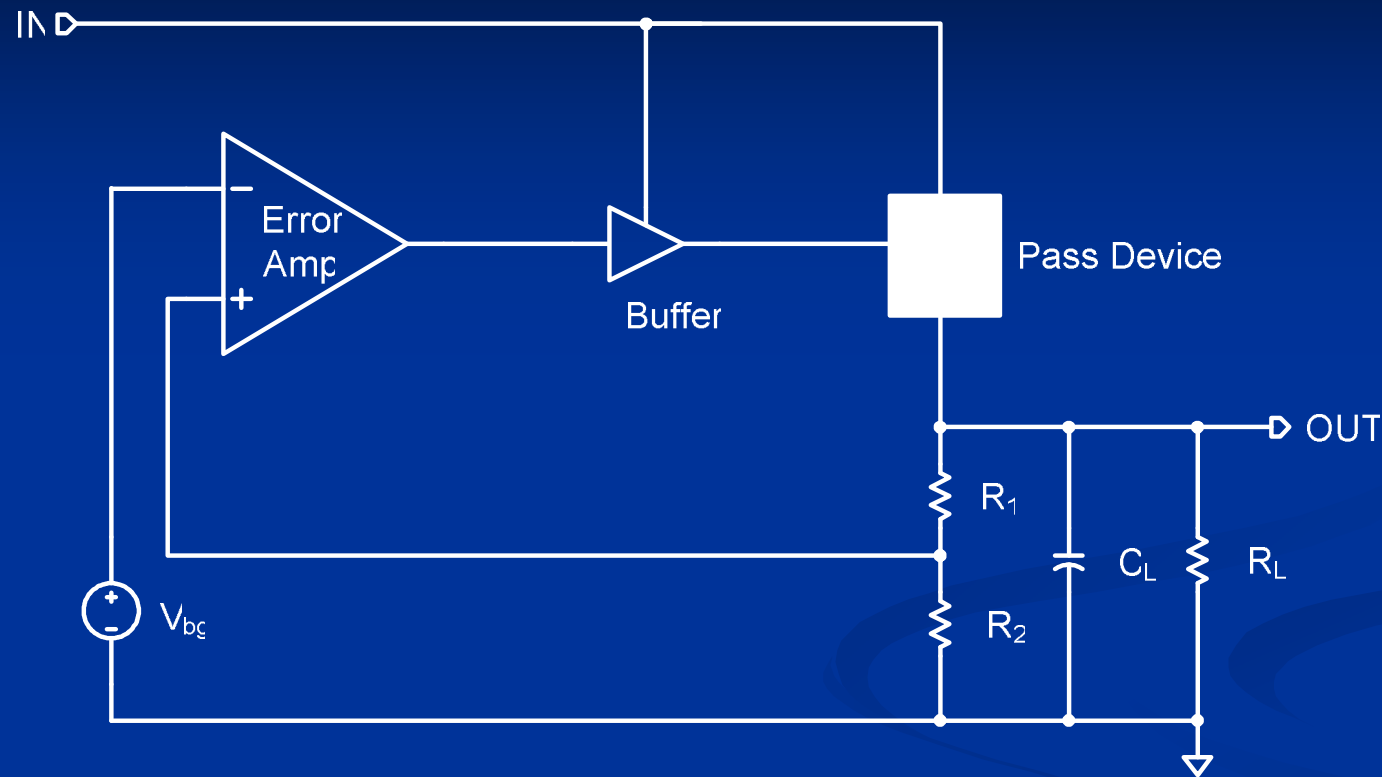 IN
−
Error
Amp
+
Buffer
Pass Device
OUT
R1
CL
RL
+
−
Vbg
R2